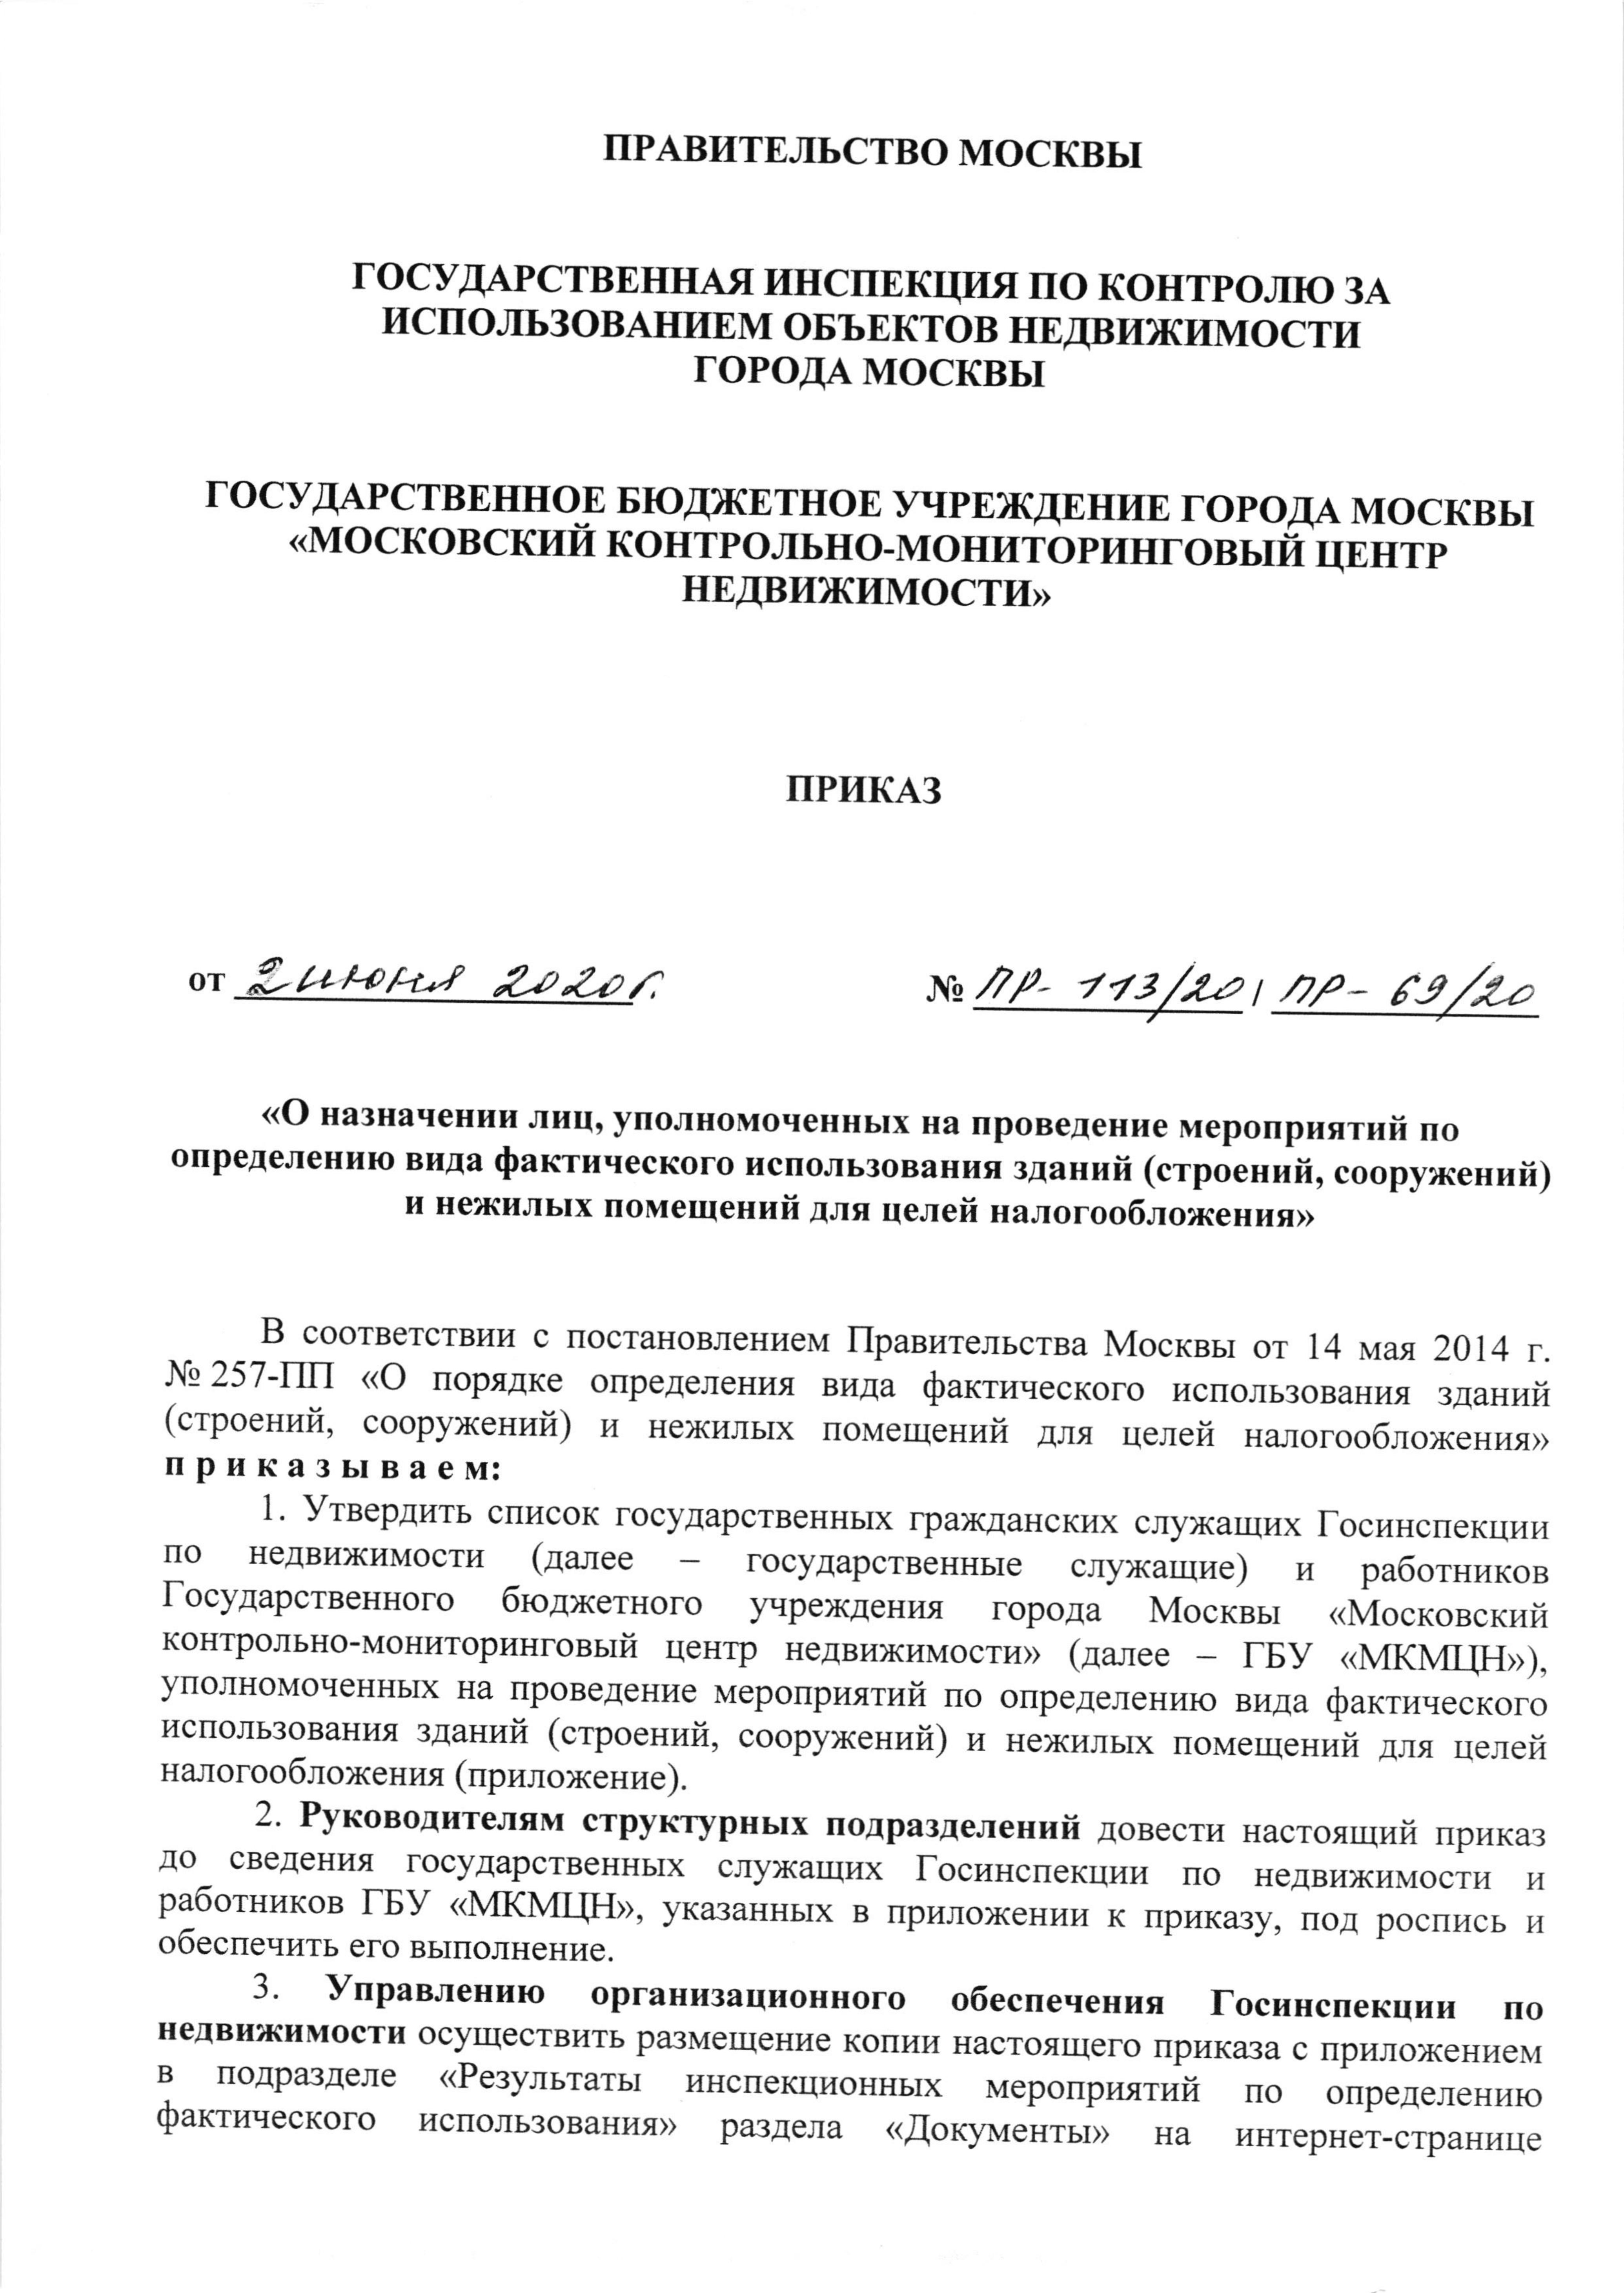 ПРАВИТЕЛЬСТВО МОСКВЫ
ГОСУДАРСТВЕННАЯ ИНСПЕКЦИЯ ПО КОНТРОЛЮ ЗА
ИСПОЛЬЗОВАНИЕМ ОБЪЕКТОВ НЕДВИЖИМОСТИ
ГОРОДА МОСКВЫ
ГОСУДАРСТВЕННОЕ БЮДЖЕТНОЕ УЧРЕЖДЕНИЕ ГОРОДА МОСКВЫ
«МОСКОВСКИЙ КОНТРОЛЬНО-МОНИТОРИНГОВЫЙ ЦЕНТР
НЕДВИЖИМОСТИ»
ПРИКАЗ
от 2 июня 2020г. № ПР- 113/20 / ПР- 69/20
«О назначении лиц, уполномоченных на проведение мероприятий по
определению вида фактического использования зданий (строений, сооружений)
и нежилых помещений для целей налогообложения»
В соответствии с постановлением Правительства Москвы от 14 мая 2014 г.
№ 257-ПП «О порядке определения вида фактического использования зданий
(строений, сооружений) и нежилых помещений для целей налогообложения»
п р и к а з ы в а е м:
1. Утвердить список государственных гражданских служащих Госинспекции
по недвижимости (далее – государственные служащие) и работников
Государственного бюджетного учреждения города Москвы «Московский
контрольно-мониторинговый центр недвижимости» (далее – ГБУ «МКМЦН»),
уполномоченных на проведение мероприятий по определению вида фактического
использования зданий (строений, сооружений) и нежилых помещений для целей
налогообложения (приложение).
2. Руководителям структурных подразделений довести настоящий приказ
до сведения государственных служащих Госинспекции по недвижимости и
работников ГБУ «МКМЦН», указанных в приложении к приказу, под роспись и
обеспечить его выполнение.
3. Управлению организационного обеспечения Госинспекции по
недвижимости осуществить размещение копии настоящего приказа с приложением
в подразделе «Результаты инспекционных мероприятий по определению
фактического использования» раздела «Документы» на интернет-странице